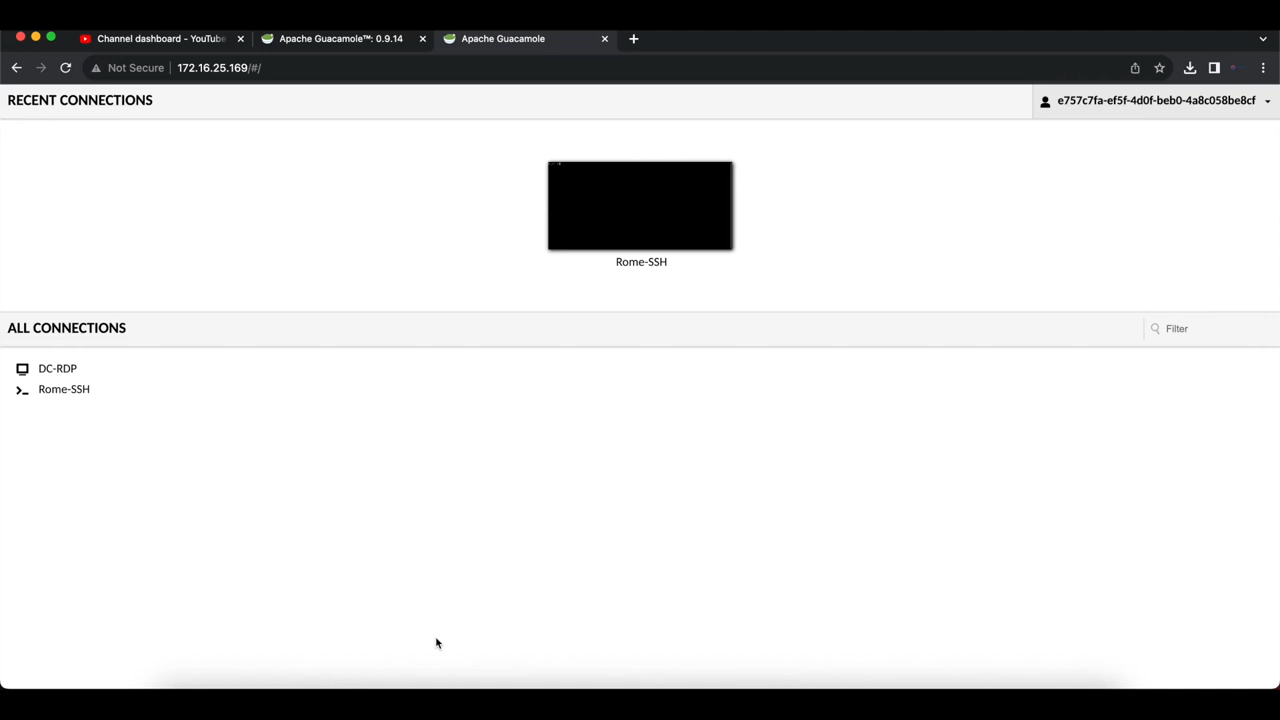 Channel dashboard - YouTube
Apache Guacamole™: 0.9.14
Apache Guacamole
Not Secure
172.16.25.169/#/
RECENT CONNECTIONS
e757c7fa-ef5f-4d0f-beb0-4a8c058be8cf
Rome-SSH
ALL CONNECTIONS
Filter
DC-RDP
Rome-SSH